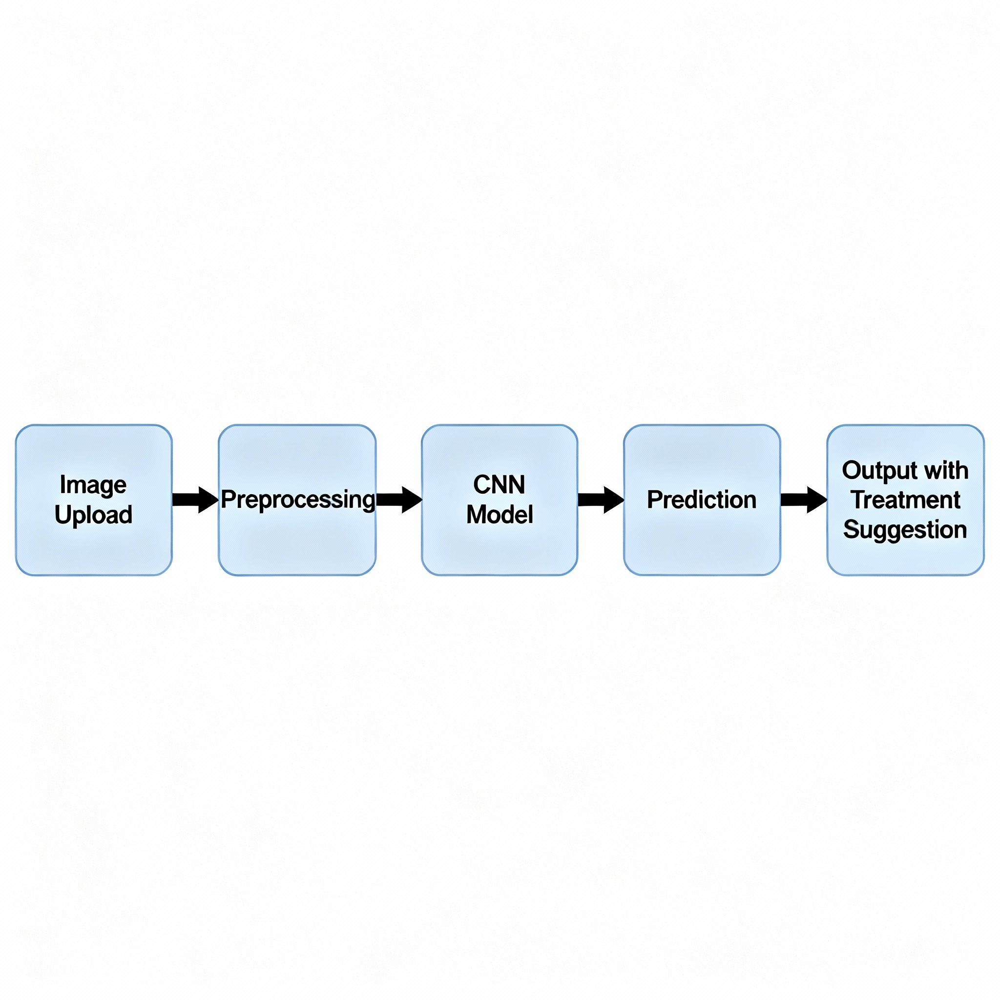 Image
Upload
Preprocessing
CNN
Model
Prediction
Output with
Treatment
Suggestion